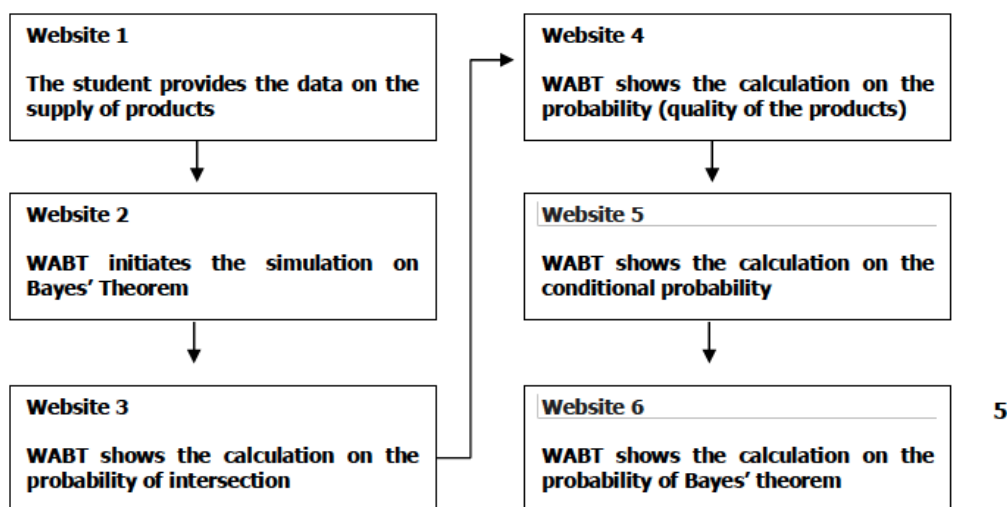 Website 1
The student provides the data on the
supply of products
Website 2
WABT initiates the simulation on
Bayes' Theorem
Website 3
WABT shows the calculation on the
probability of intersection
Website 4
WABT shows the calculation on the
probability (quality of the products)
Website 5
WABT shows the calculation on the
conditional probability
Website 6
WABT shows the calculation on the
probability of Bayes' theorem
5